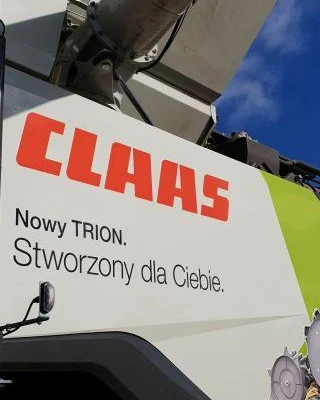 CLAAS
Nowy TRION.
Stworzony dla Ciebie.